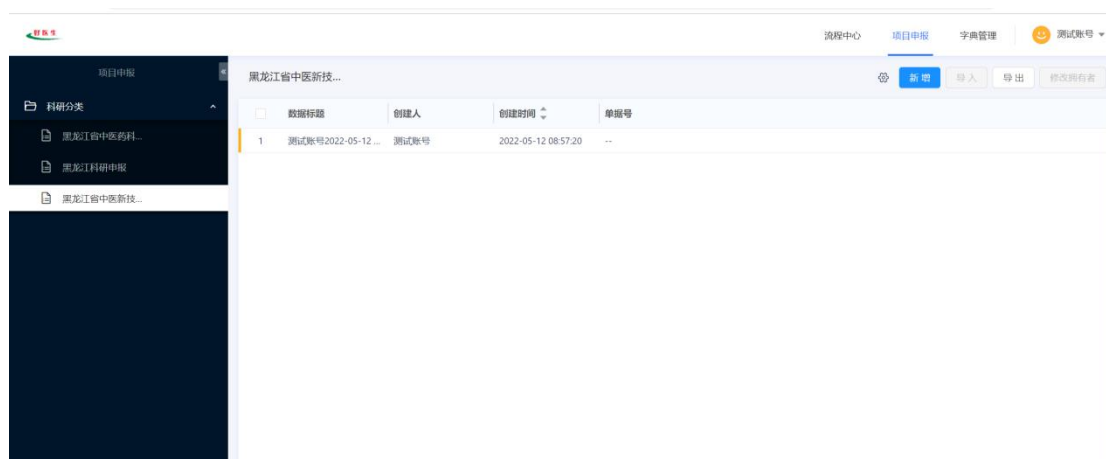 好医生
流程中心 项目申报 字典管理 测试账号
项目申报
黑龙江省中医新技...
新增 导入 导出 修改拥有者
科研分类
数据标题 创建人 创建时间 单据号
黑龙江省中医药科...
1 测试账号2022-05-12 ... 测试账号 2022-05-12 08:57:20 --
黑龙江科研申报
黑龙江省中医新技...